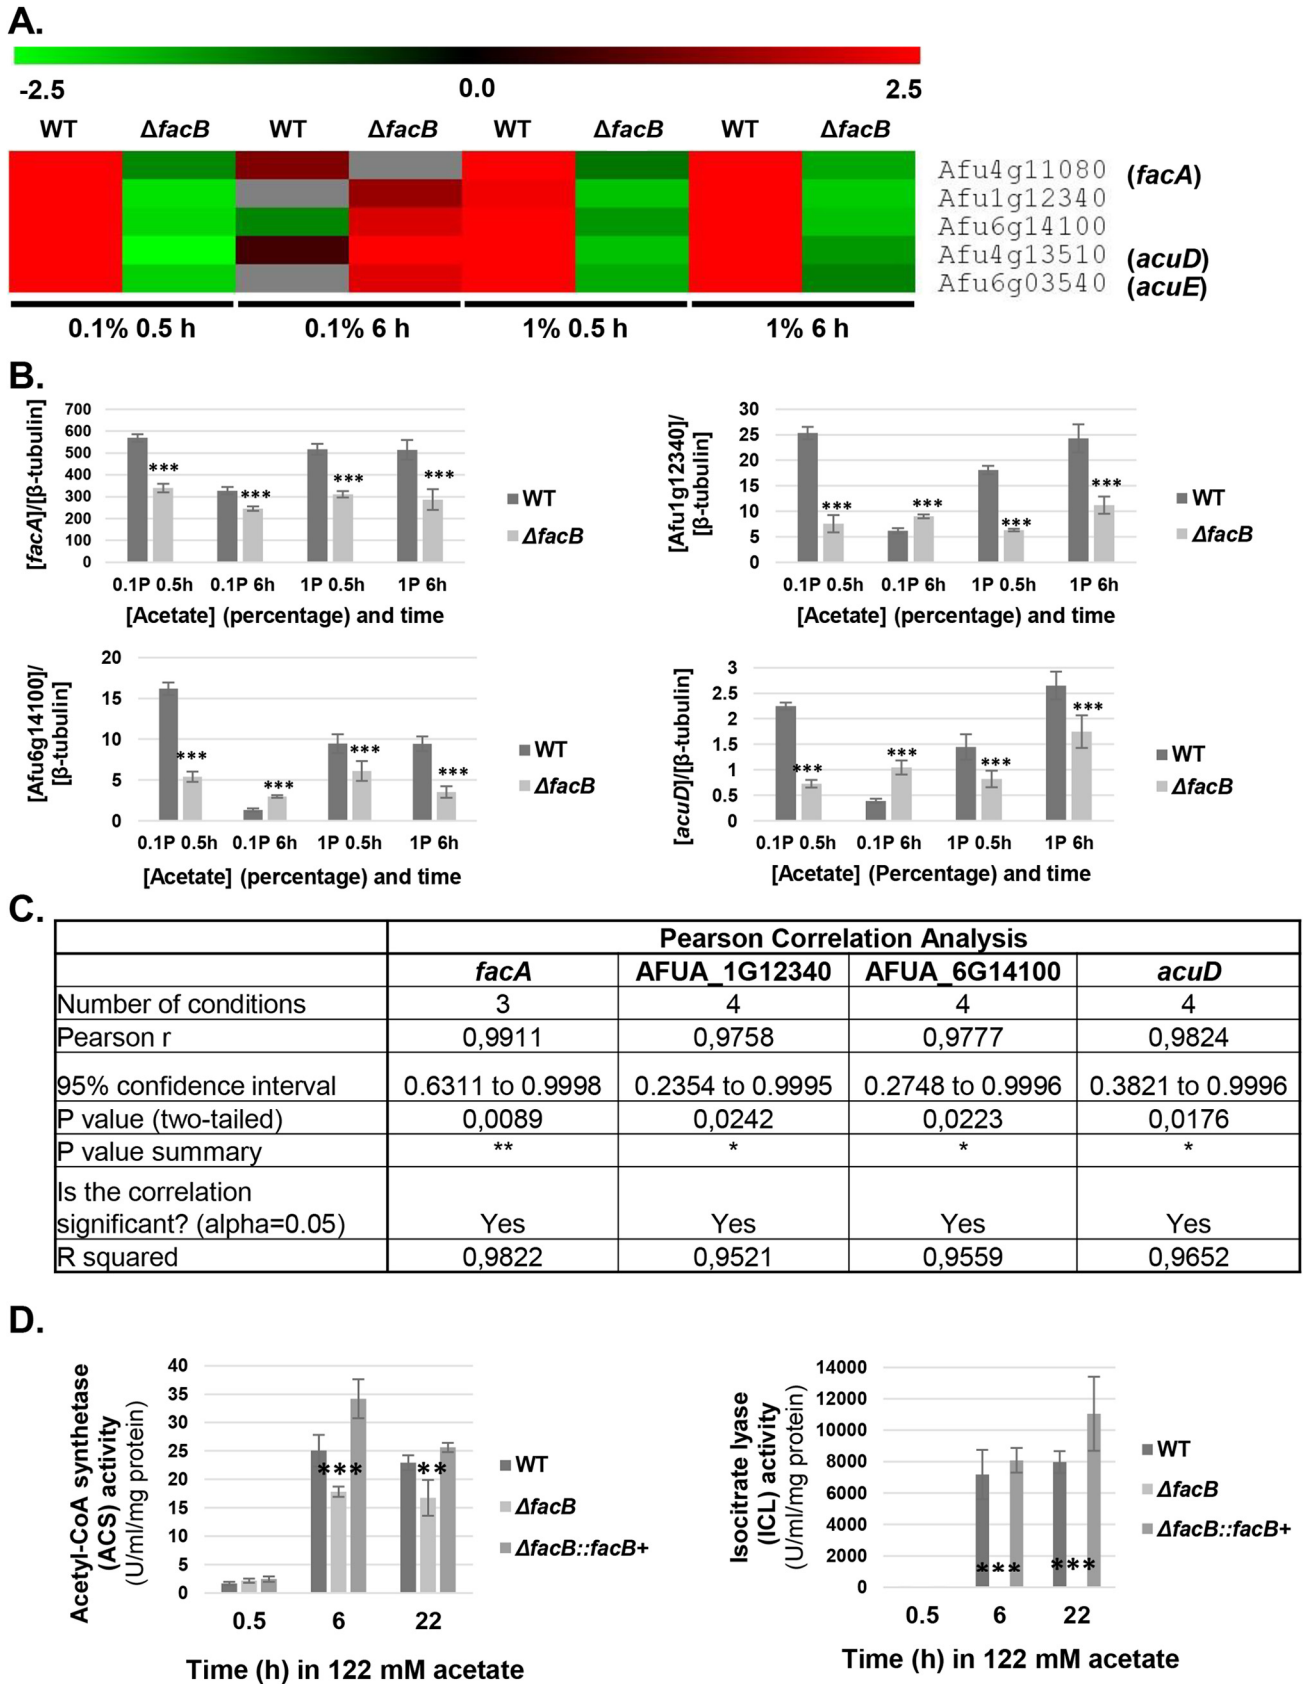 A.
-2.5 0.0 2.5
WT ΔfacB WT ΔfacB WT ΔfacB WT ΔfacB
Afu4g11080 (facA)
Afu1g12340
Afu6g14100
Afu4g13510 (acuD)
Afu6g03540 (acuE)
0.1% 0.5 h 0.1% 6 h 1% 0.5 h 1% 6 h
B.
[facA]/[β-tubulin]
700
600
500
400
300
200
100
0
*** *** *** ***
0.1P 0.5h 0.1P 6h 1P 0.5h 1P 6h
[Acetate] (percentage) and time
WT
ΔfacB
[Afu1g12340]/
[β-tubulin]
30
25
20
15
10
5
0
*** *** *** ***
0.1P 0.5h 0.1P 6h 1P 0.5h 1P 6h
[Acetate] (percentage) and time
WT
ΔfacB
[Afu6g14100]/
[β-tubulin]
20
15
10
5
0
*** *** *** ***
0.1P 0.5h 0.1P 6h 1P 0.5h 1P 6h
[Acetate] (percentage) and time
WT
ΔfacB
[acuD]/[β-tubulin]
3
2.5
2
1.5
1
0.5
0
*** *** *** ***
0.1P 0.5h 0.1P 6h 1P 0.5h 1P 6h
[Acetate] (Percentage) and time
WT
ΔfacB
C.
Pearson Correlation Analysis
facA AFUA_1G12340 AFUA_6G14100 acuD
Number of conditions 3 4 4 4
Pearson r 0,9911 0,9758 0,9777 0,9824
95% confidence interval 0.6311 to 0.9998 0.2354 to 0.9995 0.2748 to 0.9996 0.3821 to 0.9996
P value (two-tailed) 0,0089 0,0242 0,0223 0,0176
P value summary ** * * *
Is the correlation
significant? (alpha=0.05) Yes Yes Yes Yes
R squared 0,9822 0,9521 0,9559 0,9652
D.
Acetyl-CoA synthetase
(ACS) activity
(U/ml/mg protein)
40
35
30
25
20
15
10
5
0
*** **
0.5 6 22
Time (h) in 122 mM acetate
WT
ΔfacB
ΔfacB::facB+
Isocitrate lyase
(ICL) activity
(U/ml/mg protein)
14000
12000
10000
8000
6000
4000
2000
0
*** ***
0.5 6 22
Time (h) in 122 mM acetate
WT
ΔfacB
ΔfacB::facB+